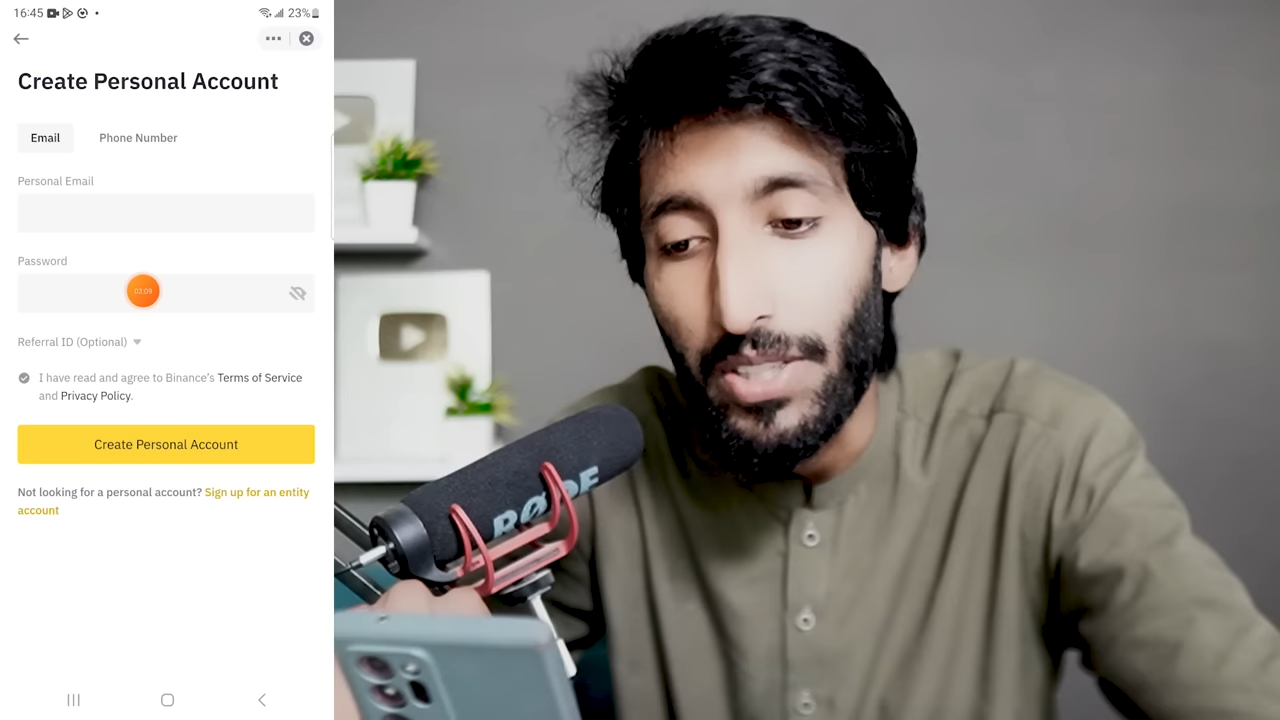 16:45
23%
Create Personal Account
Email
Phone Number
Personal Email
Password
03:09
Referral ID (Optional)
I have read and agree to Binance's Terms of Service
and Privacy Policy.
Create Personal Account
Not looking for a personal account? Sign up for an entity
account
RØDE